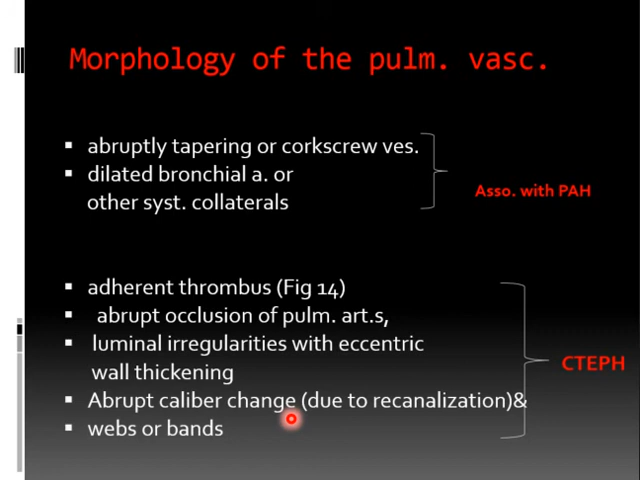 Morphology of the pulm. vasc.
▪ abruptly tapering or corkscrew ves.
▪ dilated bronchial a. or
other syst. collaterals
Asso. with PAH
▪ adherent thrombus (Fig 14)
▪ abrupt occlusion of pulm. art.s,
▪ luminal irregularities with eccentric
wall thickening
▪ Abrupt caliber change (due to recanalization)&
▪ webs or bands
CTEPH